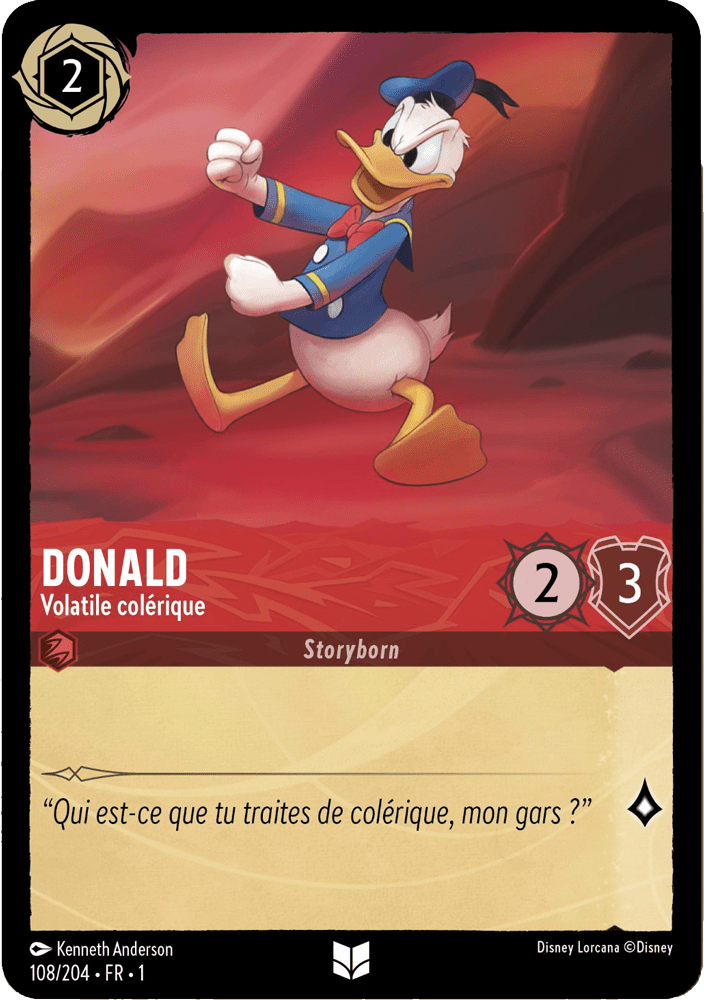 2
DONALD
Volatile colérique
2
3
Storyborn
“Qui est-ce que tu traites de colérique, mon gars ?”
Kenneth Anderson
Disney Lorcana ©Disney
108/204 • FR • 1